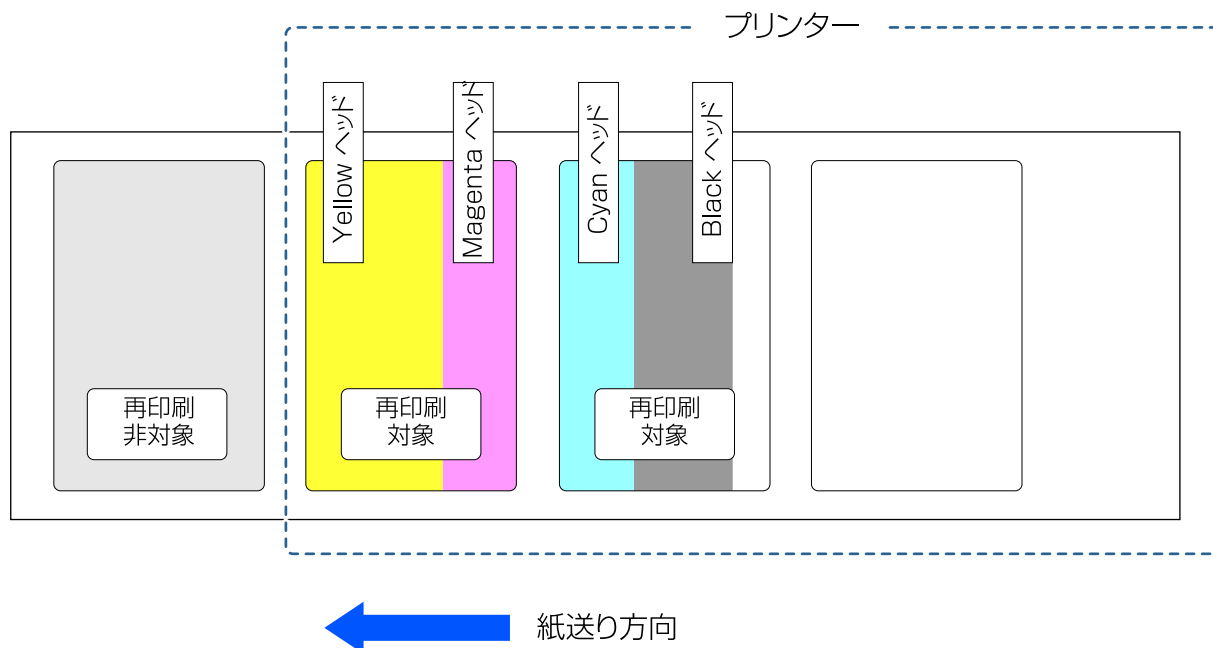 プリンター
Yellow ヘッド
Magenta ヘッド
Cyan ヘッド
Black ヘッド
再印刷
非対象
再印刷
対象
再印刷
対象
紙送り方向